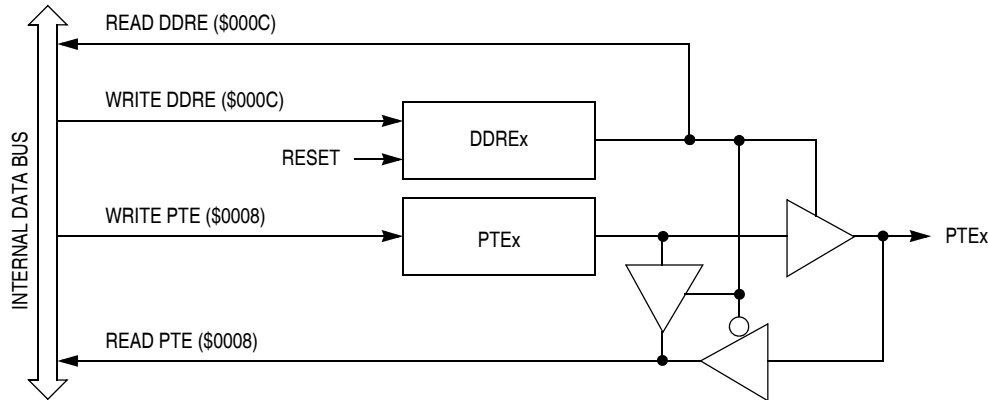 READ DDRE ($000C)
WRITE DDRE ($000C)
DDREx
RESET
INTERNAL DATA BUS
WRITE PTE ($0008)
PTEx
PTEx
READ PTE ($0008)